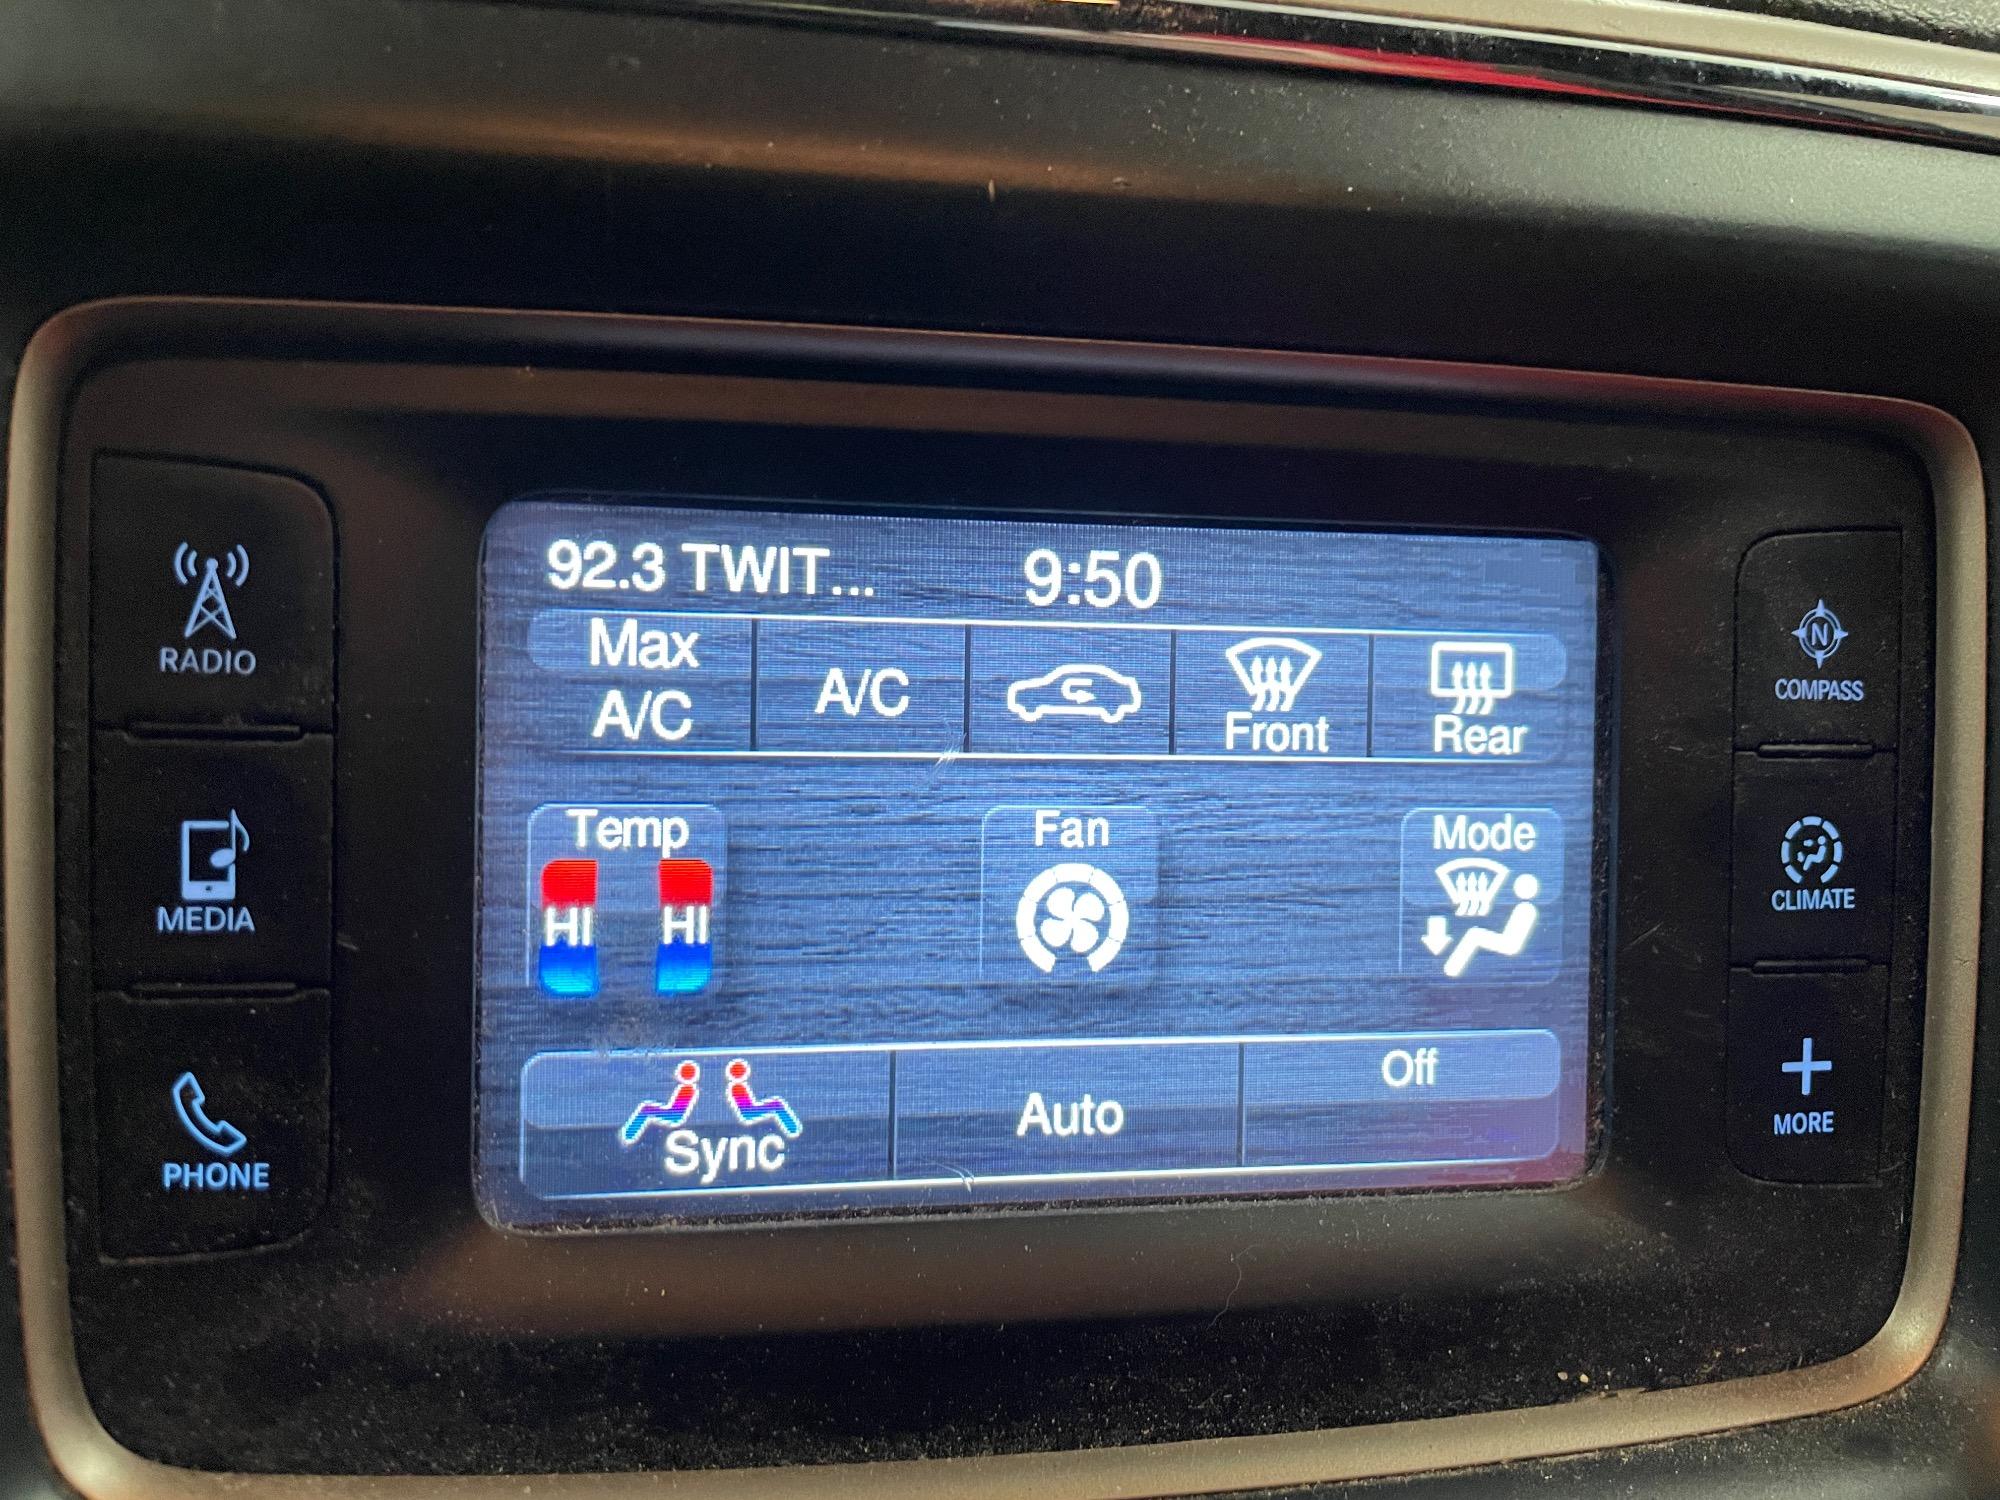 92.3 TWIT... 9:50
Max A/C
A/C
Front
Rear
Temp
HI HI
Fan
Mode
Sync
Auto
Off
RADIO
MEDIA
PHONE
N
COMPASS
CLIMATE
MORE